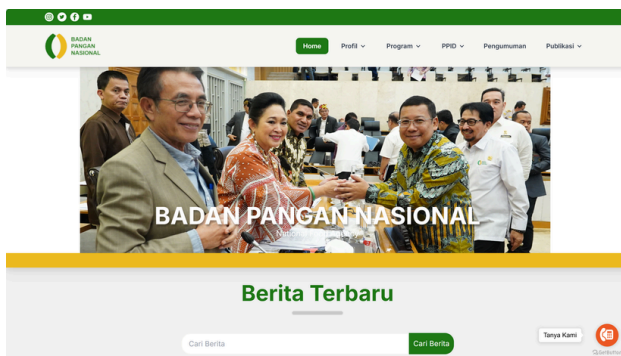 BADAN
PANGAN
NASIONAL
Home
Profil
Program
PPID
Pengumuman
Publikasi
BADAN PANGAN NASIONAL
Berita Terbaru
Cari Berita
Cari Berita
Tanya Kami